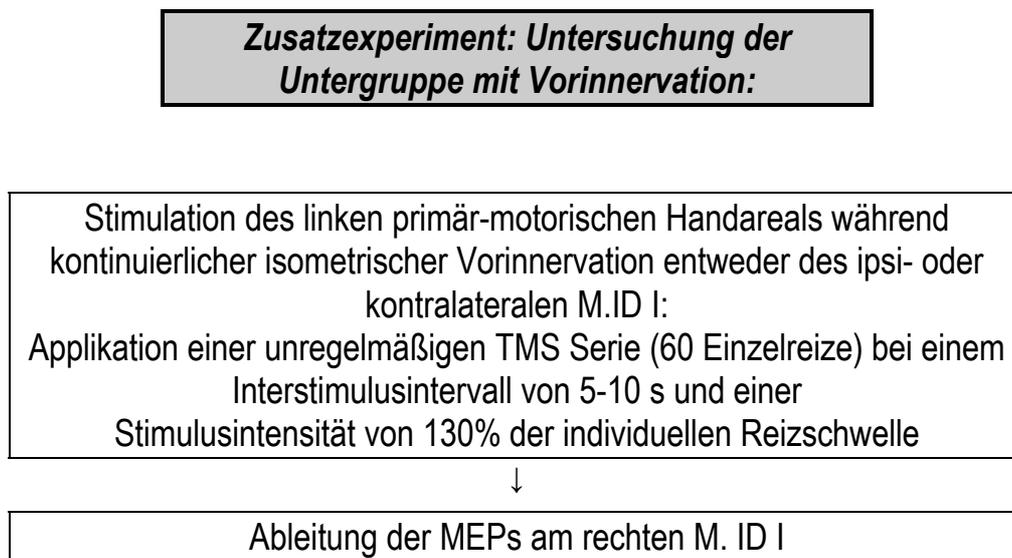 Zusatzexperiment: Untersuchung der
Untergruppe mit Vorinnervation:
Stimulation des linken primär-motorischen Handareals während
kontinuierlicher isometrischer Vorinnervation entweder des ipsi- oder
kontralateralen M.ID I:
Applikation einer unregelmäßigen TMS Serie (60 Einzelreize) bei einem
Interstimulusintervall von 5-10 s und einer
Stimulusintensität von 130% der individuellen Reizschwelle
↓
Ableitung der MEPs am rechten M. ID I